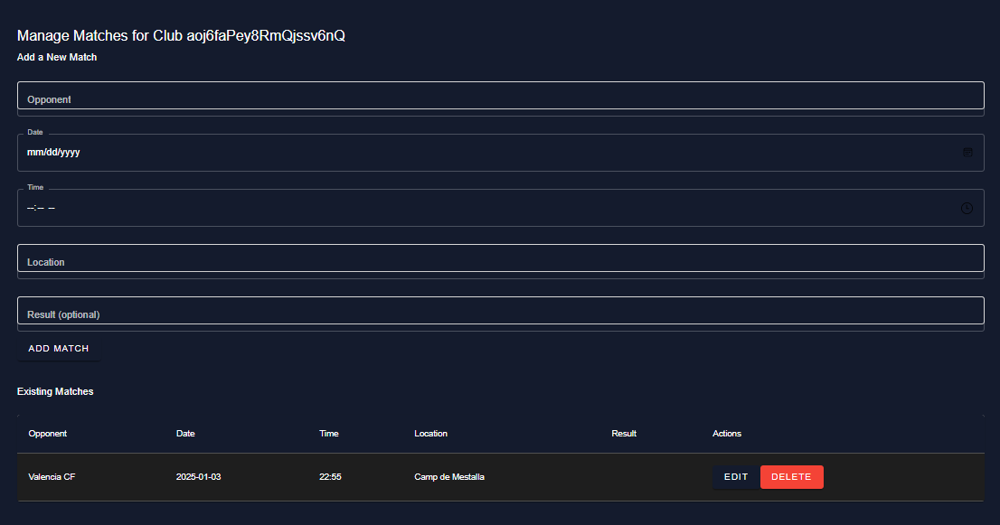 Manage Matches for Club aoj6faPey8RmQjssv6nQ
Add a New Match
Opponent
Date
mm/dd/yyyy
Time
--:-- --
Location
Result (optional)
ADD MATCH
Existing Matches
Opponent Date Time Location Result Actions
Valencia CF 2025-01-03 22:55 Camp de Mestalla EDIT DELETE